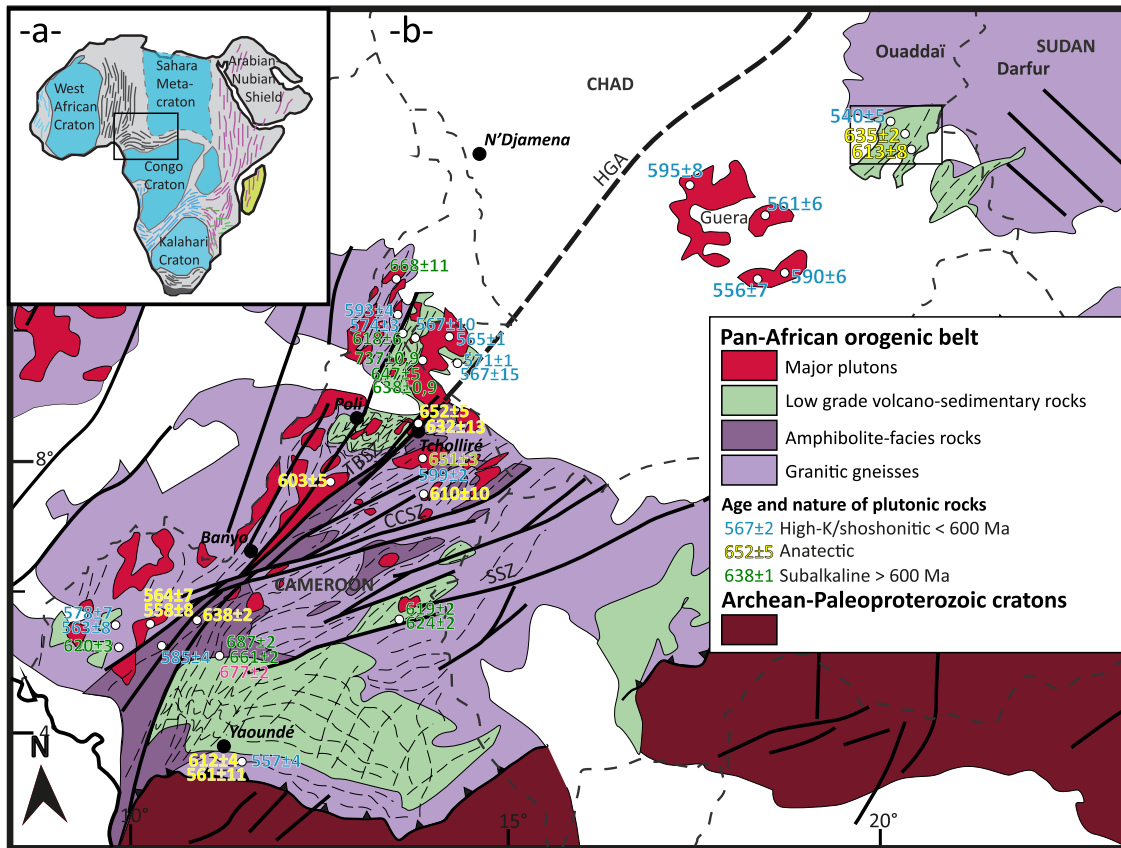 -a-
West
African
Craton
Sahara
Meta-
craton
Arabian-
Nubian
Shield
Congo
Craton
Kalahari
Craton
-b-
CHAD
N'Djamena
HGA
Ouaddaï
SUDAN
Darfur
540±5
635±2
613±8
595±8
Guera
561±6
590±6
556±7
668±11
593±4
574±3
567±10
618±6
565±1
737±0,9
571±1
647±5
567±15
638±0,9
Poli
652±5
632±13
Tcholliré
TBSZ
651±3
599±2
603±5
610±10
8°
CCSZ
Banyo
CAMEROON
SSZ
564±7
558±8
638±2
578±7
563±8
620±3
585±4
687±2
661±2
677±2
619±2
624±2
Yaoundé
4
612±4
557±4
561±11
N
10°
15°
20°
Pan-African orogenic belt
Major plutons
Low grade volcano-sedimentary rocks
Amphibolite-facies rocks
Granitic gneisses
Age and nature of plutonic rocks
567±2 High-K/shoshonitic < 600 Ma
652±5 Anatectic
638±1 Subalkaline > 600 Ma
Archean-Paleoproterozoic cratons